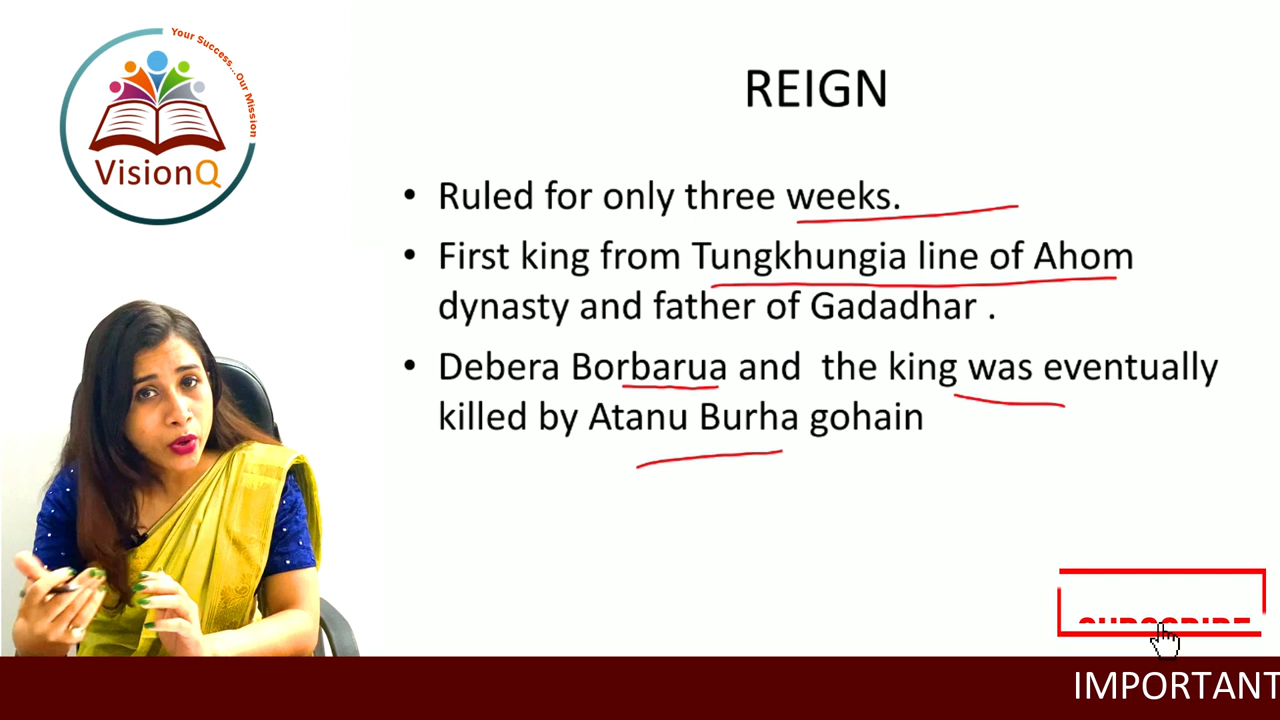 Your Success...Our Mission
VisionQ
REIGN
• Ruled for only three weeks.
• First king from Tungkhungia line of Ahom
dynasty and father of Gadadhar .
• Debera Borbarua and  the king was eventually
killed by Atanu Burha gohain
IMPORTANT